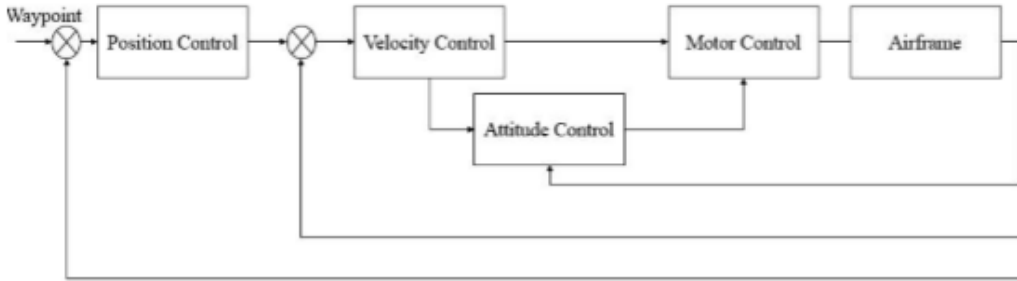 Waypoint
Position Control
Velocity Control
Motor Control
Airframe
Attitude Control